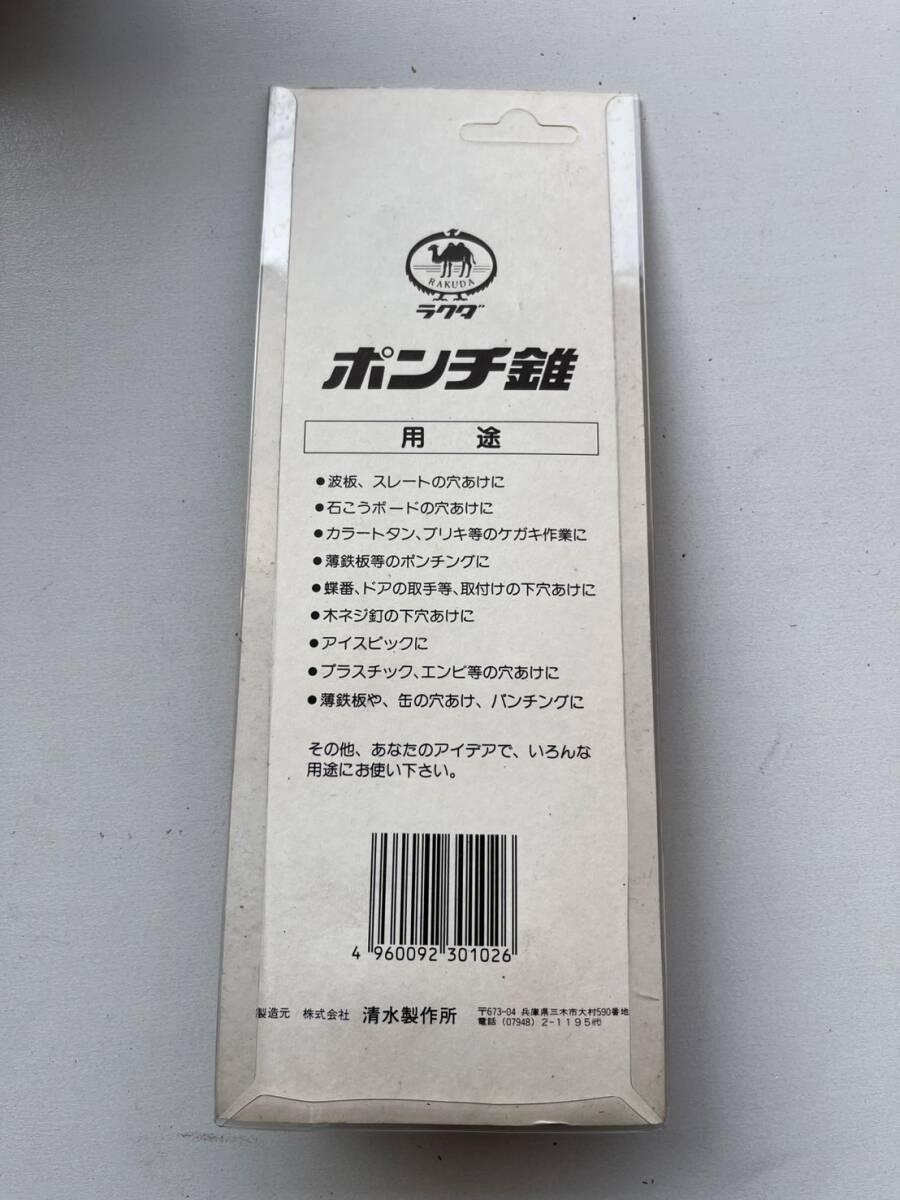 RAKUDA
ラクダ
ポンチ錐
用 途
●波板、スレートの穴あけに
●石こうボードの穴あけに
●カラートタン、ブリキ等のケガキ作業に
●薄鉄板等のポンチングに
●蝶番、ドアの取手等、取付けの下穴あけに
●木ネジ釘の下穴あけに
●アイスピックに
●プラスチック、エンビ等の穴あけに
●薄鉄板や、缶の穴あけ、パンチングに
その他、あなたのアイデアで、いろんな
用途にお使い下さい。
4 960092 301026
製造元 株式会社 清水製作所
〒673-04 兵庫県三木市大村590番地
電話 (07948) 2-1195㈹